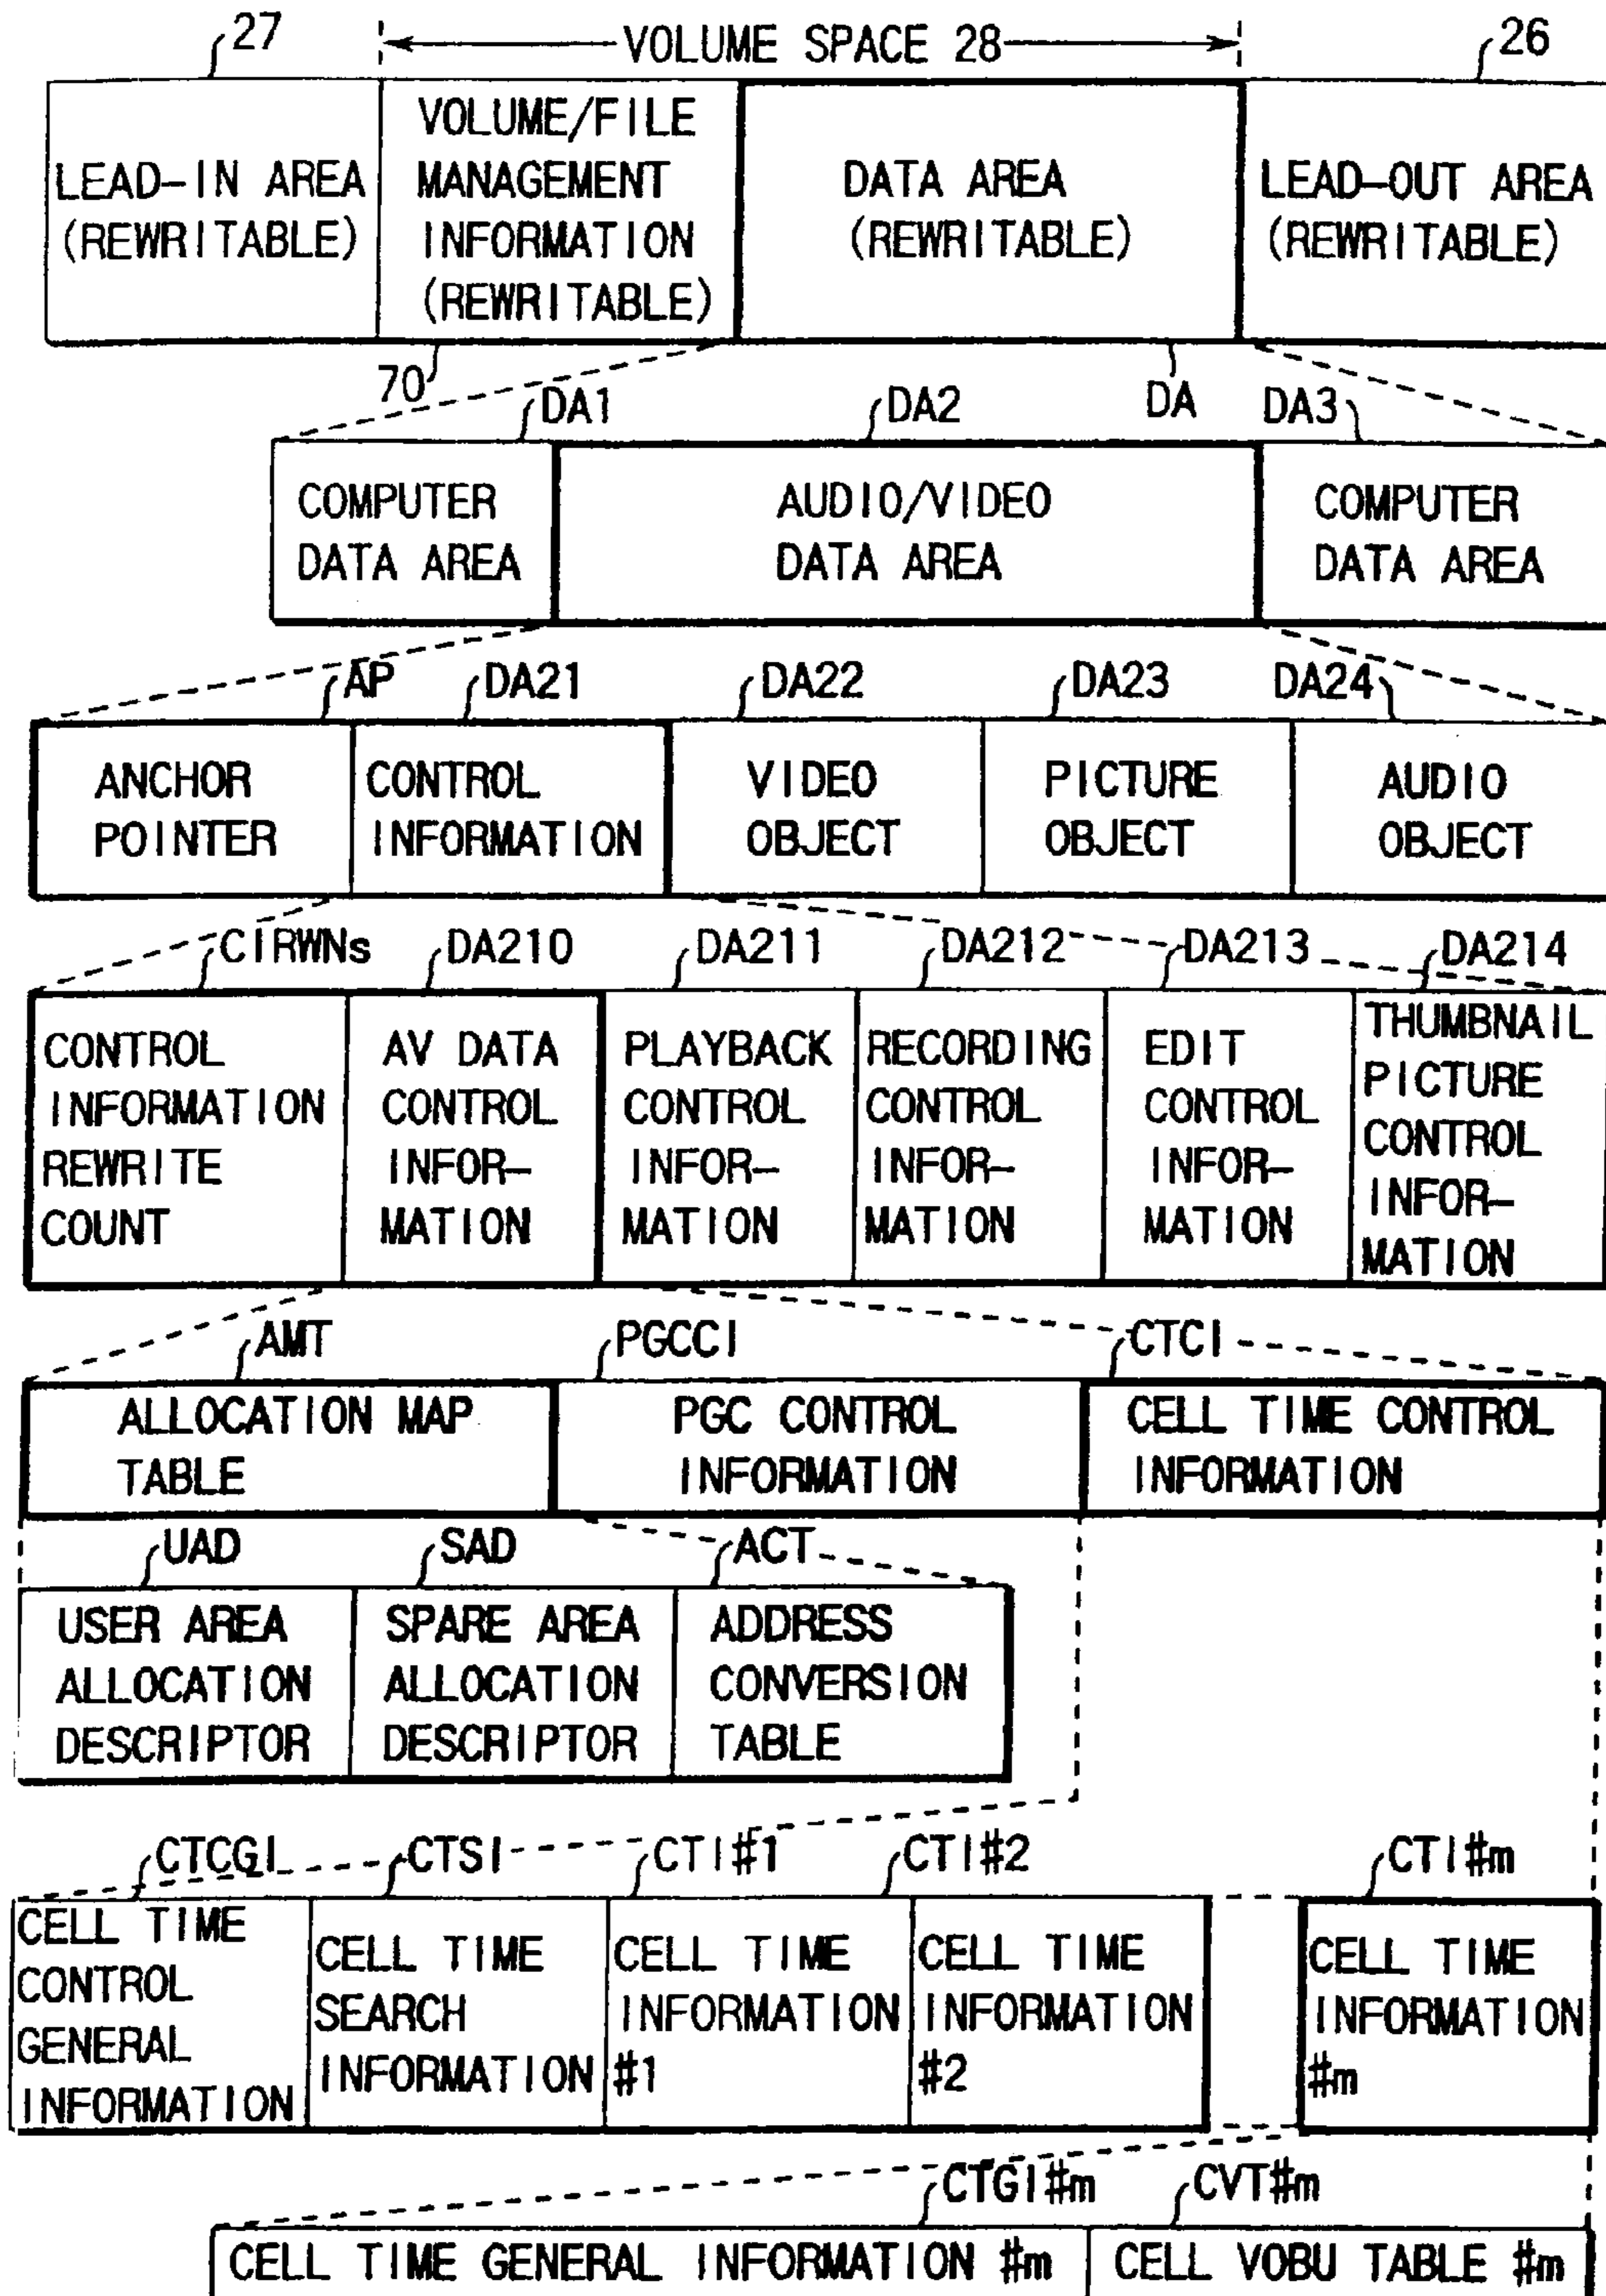 27
VOLUME SPACE 28
26
LEAD-IN AREA
(REWRITABLE)
VOLUME/FILE
MANAGEMENT
INFORMATION
(REWRITABLE)
DATA AREA
(REWRITABLE)
LEAD-OUT AREA
(REWRITABLE)
70
DA
DA1
DA2
DA3
COMPUTER
DATA AREA
AUDIO/VIDEO
DATA AREA
COMPUTER
DATA AREA
AP
DA21
DA22
DA23
DA24
ANCHOR
POINTER
CONTROL
INFORMATION
VIDEO
OBJECT
PICTURE
OBJECT
AUDIO
OBJECT
CIRWNs
DA210
DA211
DA212
DA213
DA214
CONTROL
INFORMATION
REWRITE
COUNT
AV DATA
CONTROL
INFOR-
MATION
PLAYBACK
CONTROL
INFOR-
MATION
RECORDING
CONTROL
INFOR-
MATION
EDIT
CONTROL
INFOR-
MATION
THUMBNAIL
PICTURE
CONTROL
INFOR-
MATION
AMT
PGCCI
CTCI
ALLOCATION MAP
TABLE
PGC CONTROL
INFORMATION
CELL TIME CONTROL
INFORMATION
UAD
SAD
ACT
USER AREA
ALLOCATION
DESCRIPTOR
SPARE AREA
ALLOCATION
DESCRIPTOR
ADDRESS
CONVERSION
TABLE
CTCGI
CTSI
CTI#1
CTI#2
CTI#m
CELL TIME
CONTROL
GENERAL
INFORMATION
CELL TIME
SEARCH
INFORMATION
CELL TIME
INFORMATION
#1
CELL TIME
INFORMATION
#2
CELL TIME
INFORMATION
#m
CTGI#m
CVT#m
CELL TIME GENERAL INFORMATION #m
CELL VOBU TABLE #m